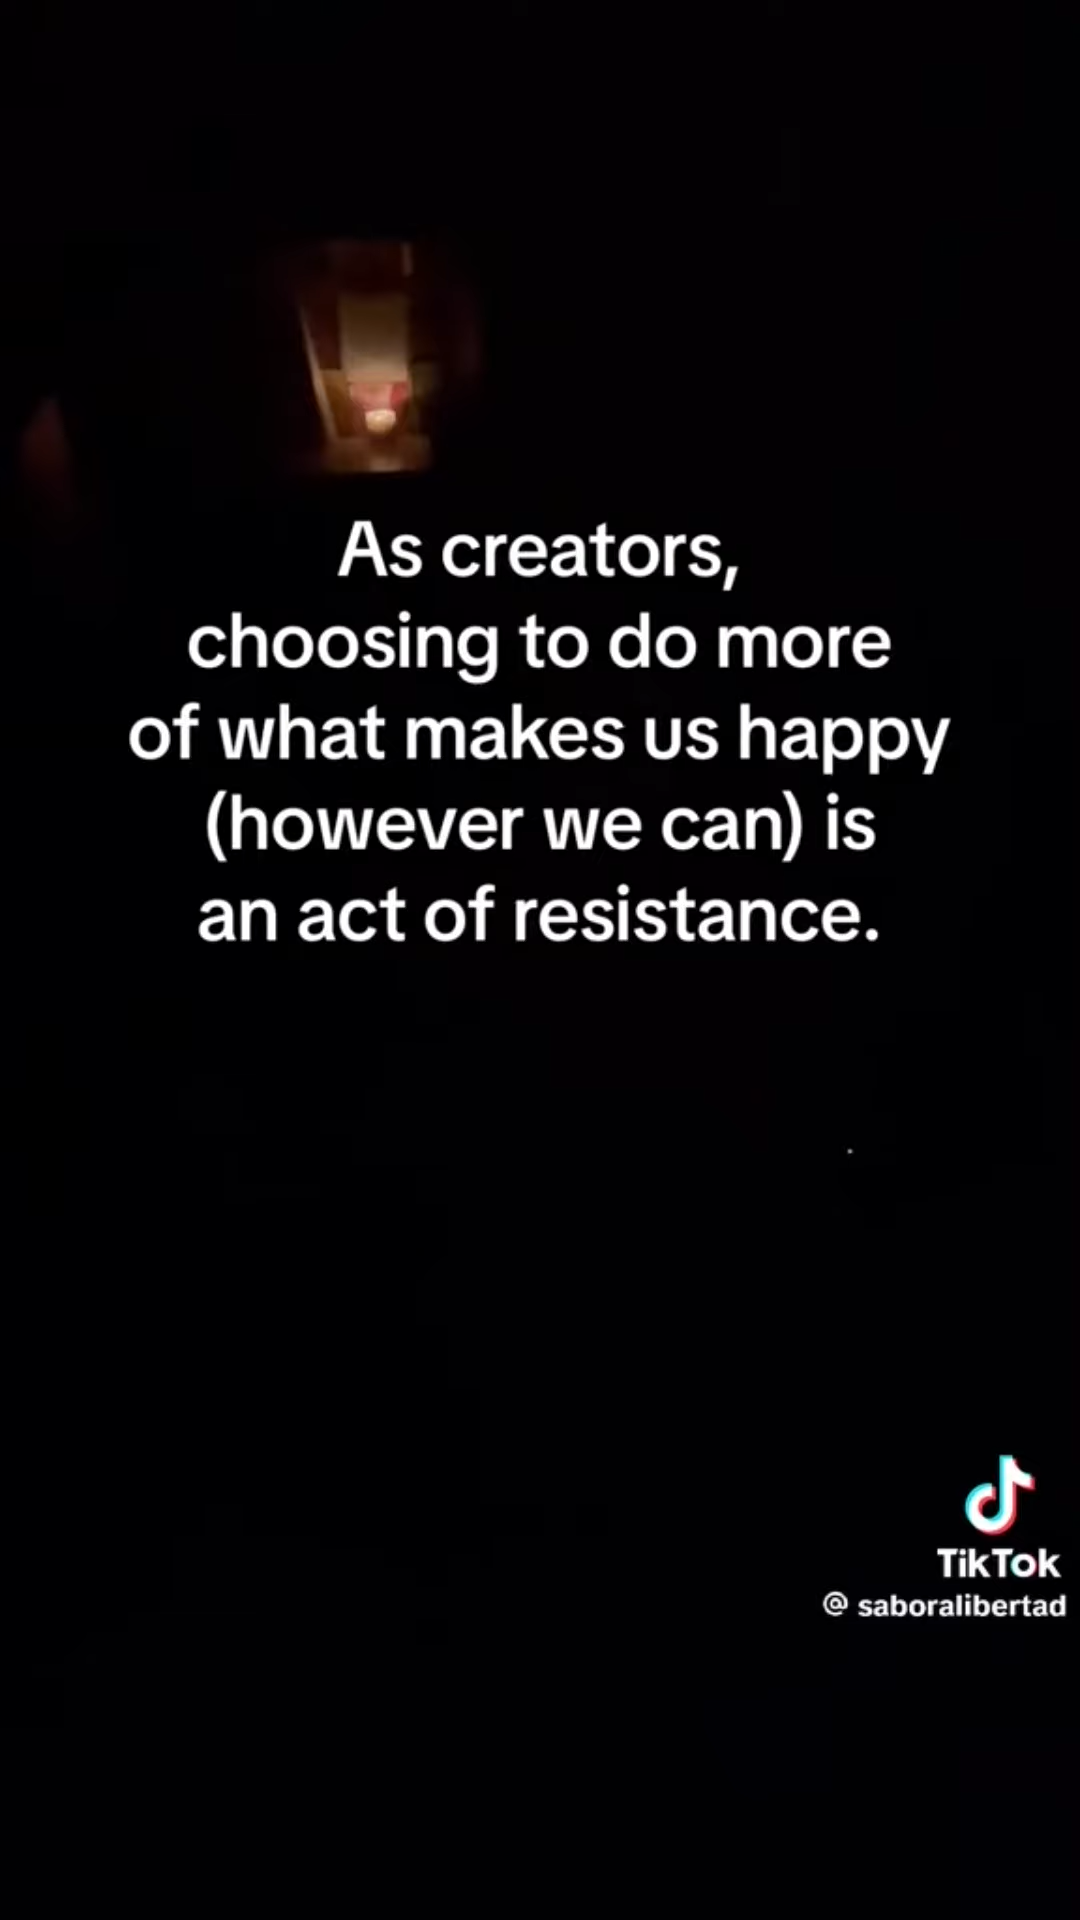 As creators,
choosing to do more
of what makes us happy
(however we can) is
an act of resistance.
TikTok
@ saboralibertad